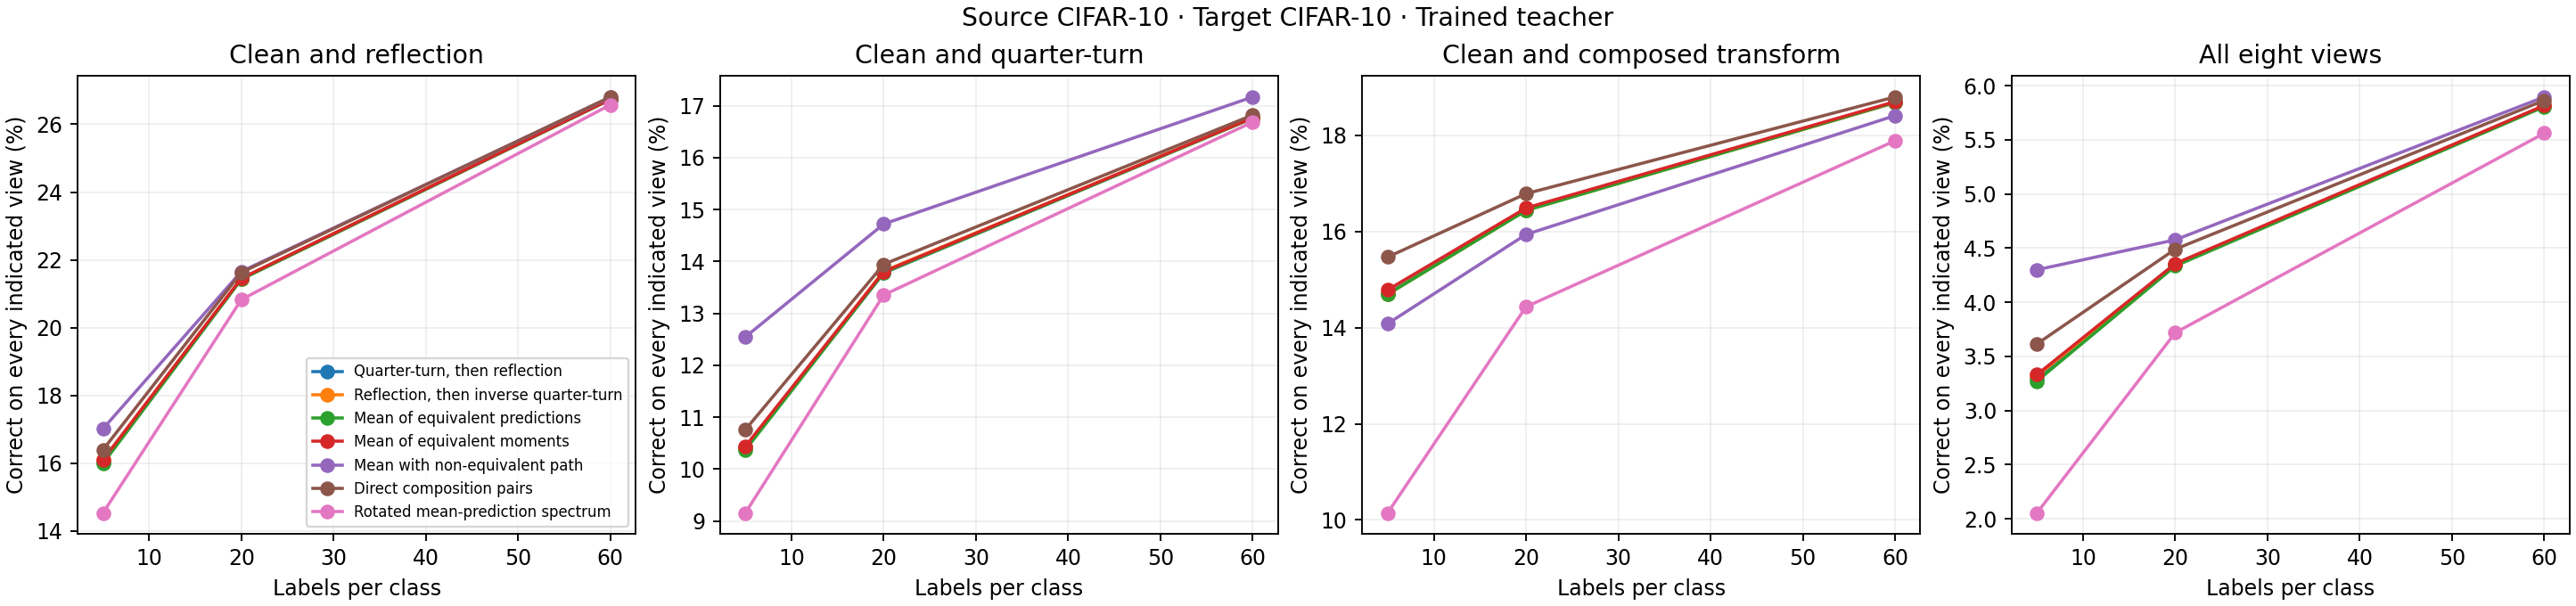 Source CIFAR-10 · Target CIFAR-10 · Trained teacher
Clean and reflection
Correct on every indicated view (%)
26
24
22
20
18
16
14
10
20
30
40
50
60
Labels per class
Quarter-turn, then reflection
Reflection, then inverse quarter-turn
Mean of equivalent predictions
Mean of equivalent moments
Mean with non-equivalent path
Direct composition pairs
Rotated mean-prediction spectrum
Clean and quarter-turn
Correct on every indicated view (%)
17
16
15
14
13
12
11
10
9
10
20
30
40
50
60
Labels per class
Clean and composed transform
Correct on every indicated view (%)
18
16
14
12
10
10
20
30
40
50
60
Labels per class
All eight views
Correct on every indicated view (%)
6.0
5.5
5.0
4.5
4.0
3.5
3.0
2.5
2.0
10
20
30
40
50
60
Labels per class